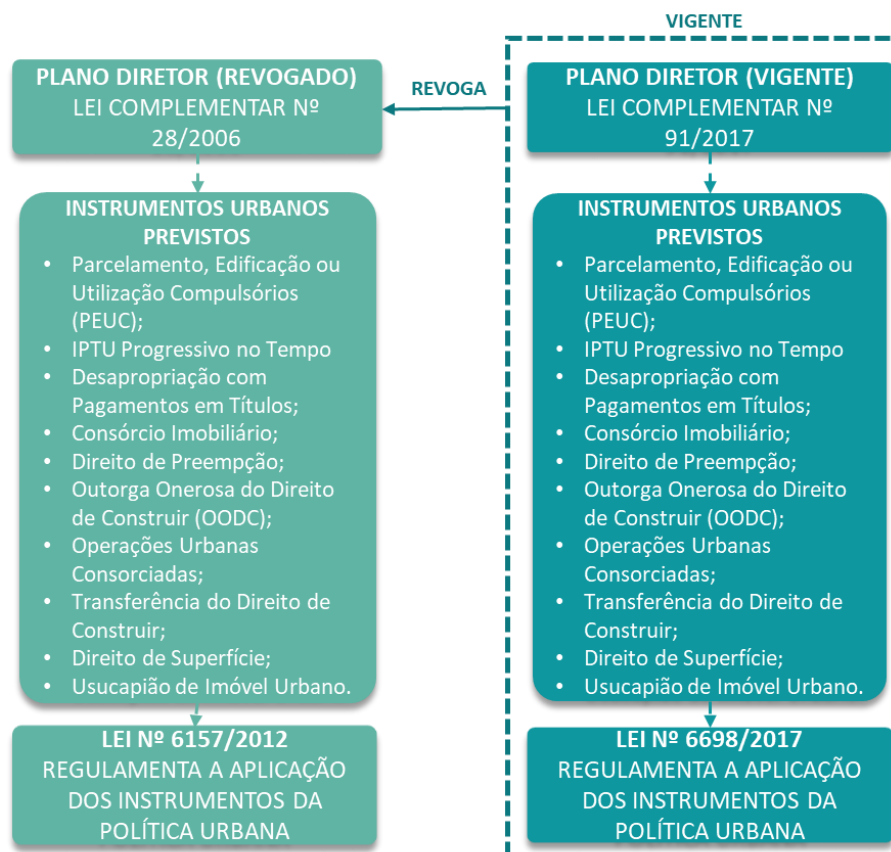 VIGENTE
PLANO DIRETOR (REVOGADO)
LEI COMPLEMENTAR Nº
28/2006
REVOGA
PLANO DIRETOR (VIGENTE)
LEI COMPLEMENTAR Nº
91/2017
INSTRUMENTOS URBANOS
PREVISTOS
• Parcelamento, Edificação ou
Utilização Compulsórios
(PEUC);
• IPTU Progressivo no Tempo
• Desapropriação com
Pagamentos em Títulos;
• Consórcio Imobiliário;
• Direito de Preempção;
• Outorga Onerosa do Direito
de Construir (OODC);
• Operações Urbanas
Consorciadas;
• Transferência do Direito de
Construir;
• Direito de Superfície;
• Usucapião de Imóvel Urbano.
INSTRUMENTOS URBANOS
PREVISTOS
• Parcelamento, Edificação ou
Utilização Compulsórios
(PEUC);
• IPTU Progressivo no Tempo
• Desapropriação com
Pagamentos em Títulos;
• Consórcio Imobiliário;
• Direito de Preempção;
• Outorga Onerosa do Direito
de Construir (OODC);
• Operações Urbanas
Consorciadas;
• Transferência do Direito de
Construir;
• Direito de Superfície;
• Usucapião de Imóvel Urbano.
LEI Nº 6157/2012
REGULAMENTA A APLICAÇÃO
DOS INSTRUMENTOS DA
POLÍTICA URBANA
LEI Nº 6698/2017
REGULAMENTA A APLICAÇÃO
DOS INSTRUMENTOS DA
POLÍTICA URBANA